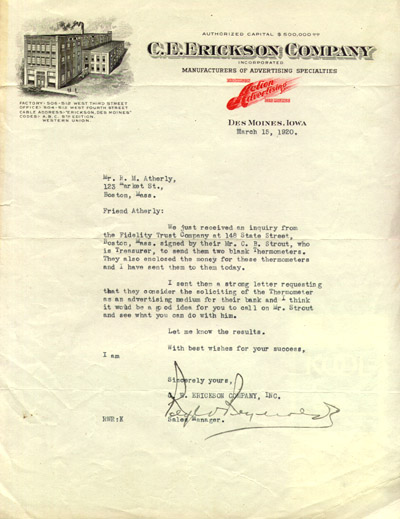 AUTHORIZED CAPITAL $500,000⁰⁰
C.E. ERICKSON COMPANY
INCORPORATED
MANUFACTURERS OF ADVERTISING SPECIALTIES
Action
Advertising
FACTORY: 506-512 WEST THIRD STREET
OFFICE: 504-512 WEST FOURTH STREET
CABLE ADDRESS "ERICKSON, DES MOINES"
CODES: A.B.C. 5TH EDITION
WESTERN UNION.
DES MOINES, IOWA
March 15, 1920.
Mr. R. M. Atherly,
123 Market St.,
Boston, Mass.
Friend Atherly:
We just received an inquiry from
the Fidelity Trust Company at 148 State Street,
Boston, Mass. signed by their Mr. C. B. Strout, who
is Treasurer, to send them two blank Thermometers.
They also enclosed the money for these thermometers
and I have sent them to them today.
I sent them a strong letter requesting
that they consider the soliciting of the Thermometer
as an advertising medium for their bank and I think
it would be a good idea for you to call on Mr. Strout
and see what you can do with him.
Let me know the results.
With best wishes for your success,
I am
Sincerely yours,
C. E. ERICKSON COMPANY, INC.
RWR:K
Sales Manager.